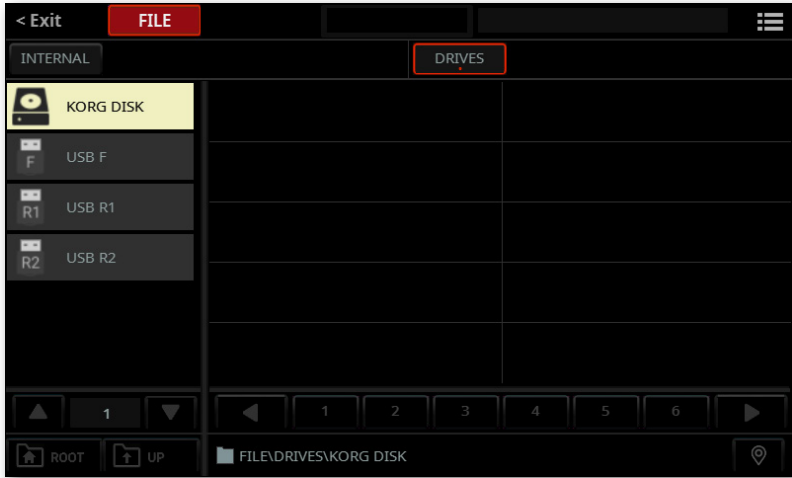 < Exit FILE
INTERNAL DRIVES
KORG DISK
F USB F
R1 USB R1
R2 USB R2
1 1 2 3 4 5 6
ROOT UP FILE\DRIVES\KORG DISK